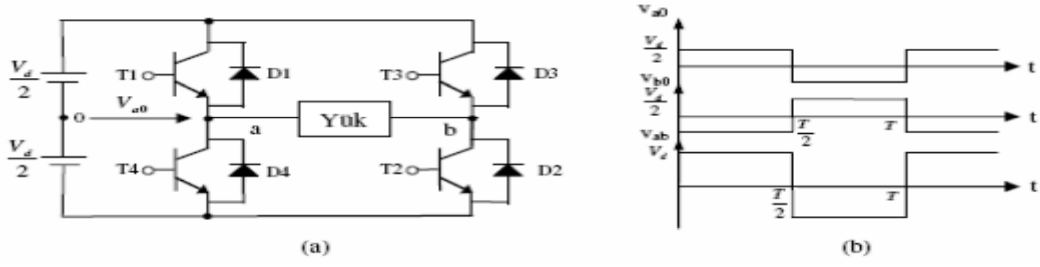 V_d/2
V_d/2
0
V_a0
T1
D1
T3
D3
a
Yük
b
T4
D4
T2
D2
(a)
v_a0
V_d/2
t
v_b0
V_d/2
T/2
T
t
v_ab
V_d
T/2
T
t
(b)